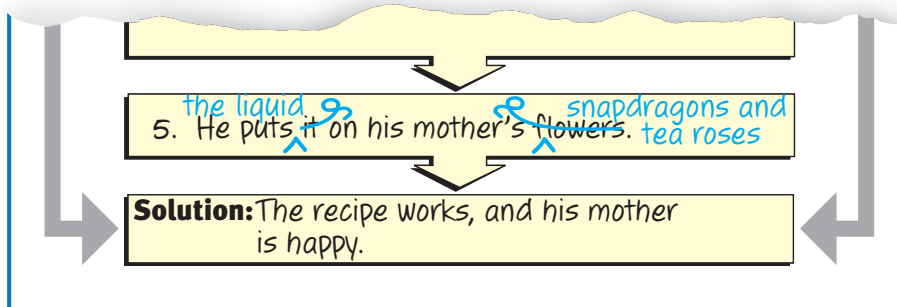 the liquid snapdragons and
5. He puts it on his mother's flowers. tea roses
Solution: The recipe works, and his mother
is happy.